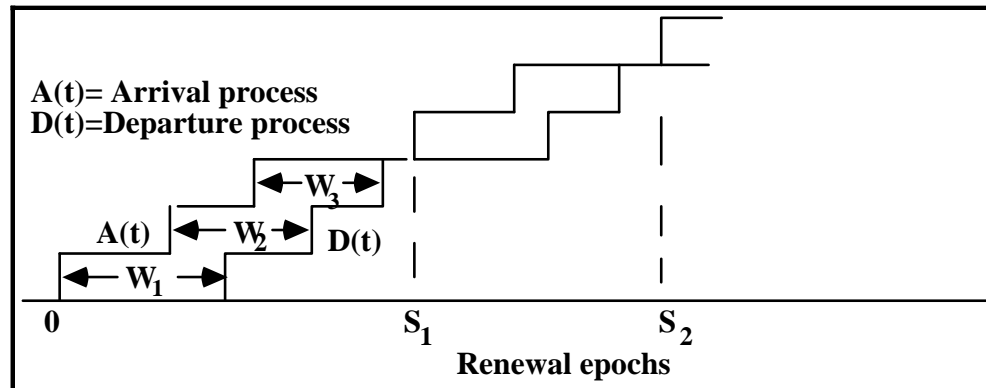 A(t)= Arrival process
D(t)=Departure process
W3
A(t)
W2
D(t)
W1
0
S1
S2
Renewal epochs